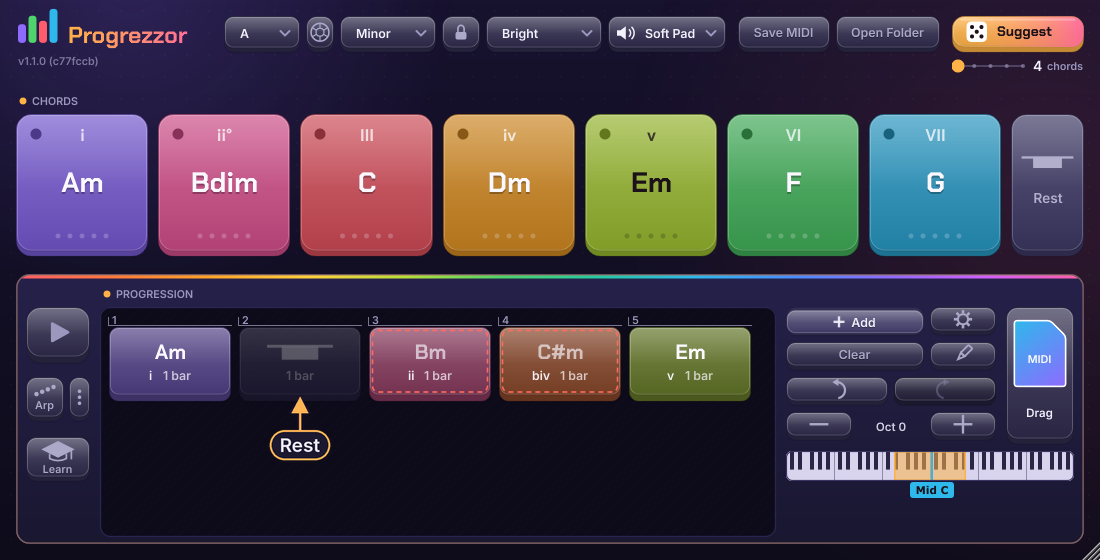 Progrezzor
v1.1.0 (c77fccb)
A
Minor
Bright
Soft Pad
Save MIDI
Open Folder
Suggest
4 chords
CHORDS
i
Am
ii°
Bdim
III
C
iv
Dm
v
Em
VI
F
VII
G
Rest
PROGRESSION
1
2
3
4
5
Am
i 1 bar
1 bar
Bm
ii 1 bar
C#m
biv 1 bar
Em
v 1 bar
Rest
Arp
Learn
+ Add
Clear
Oct 0
MIDI
Drag
Mid C